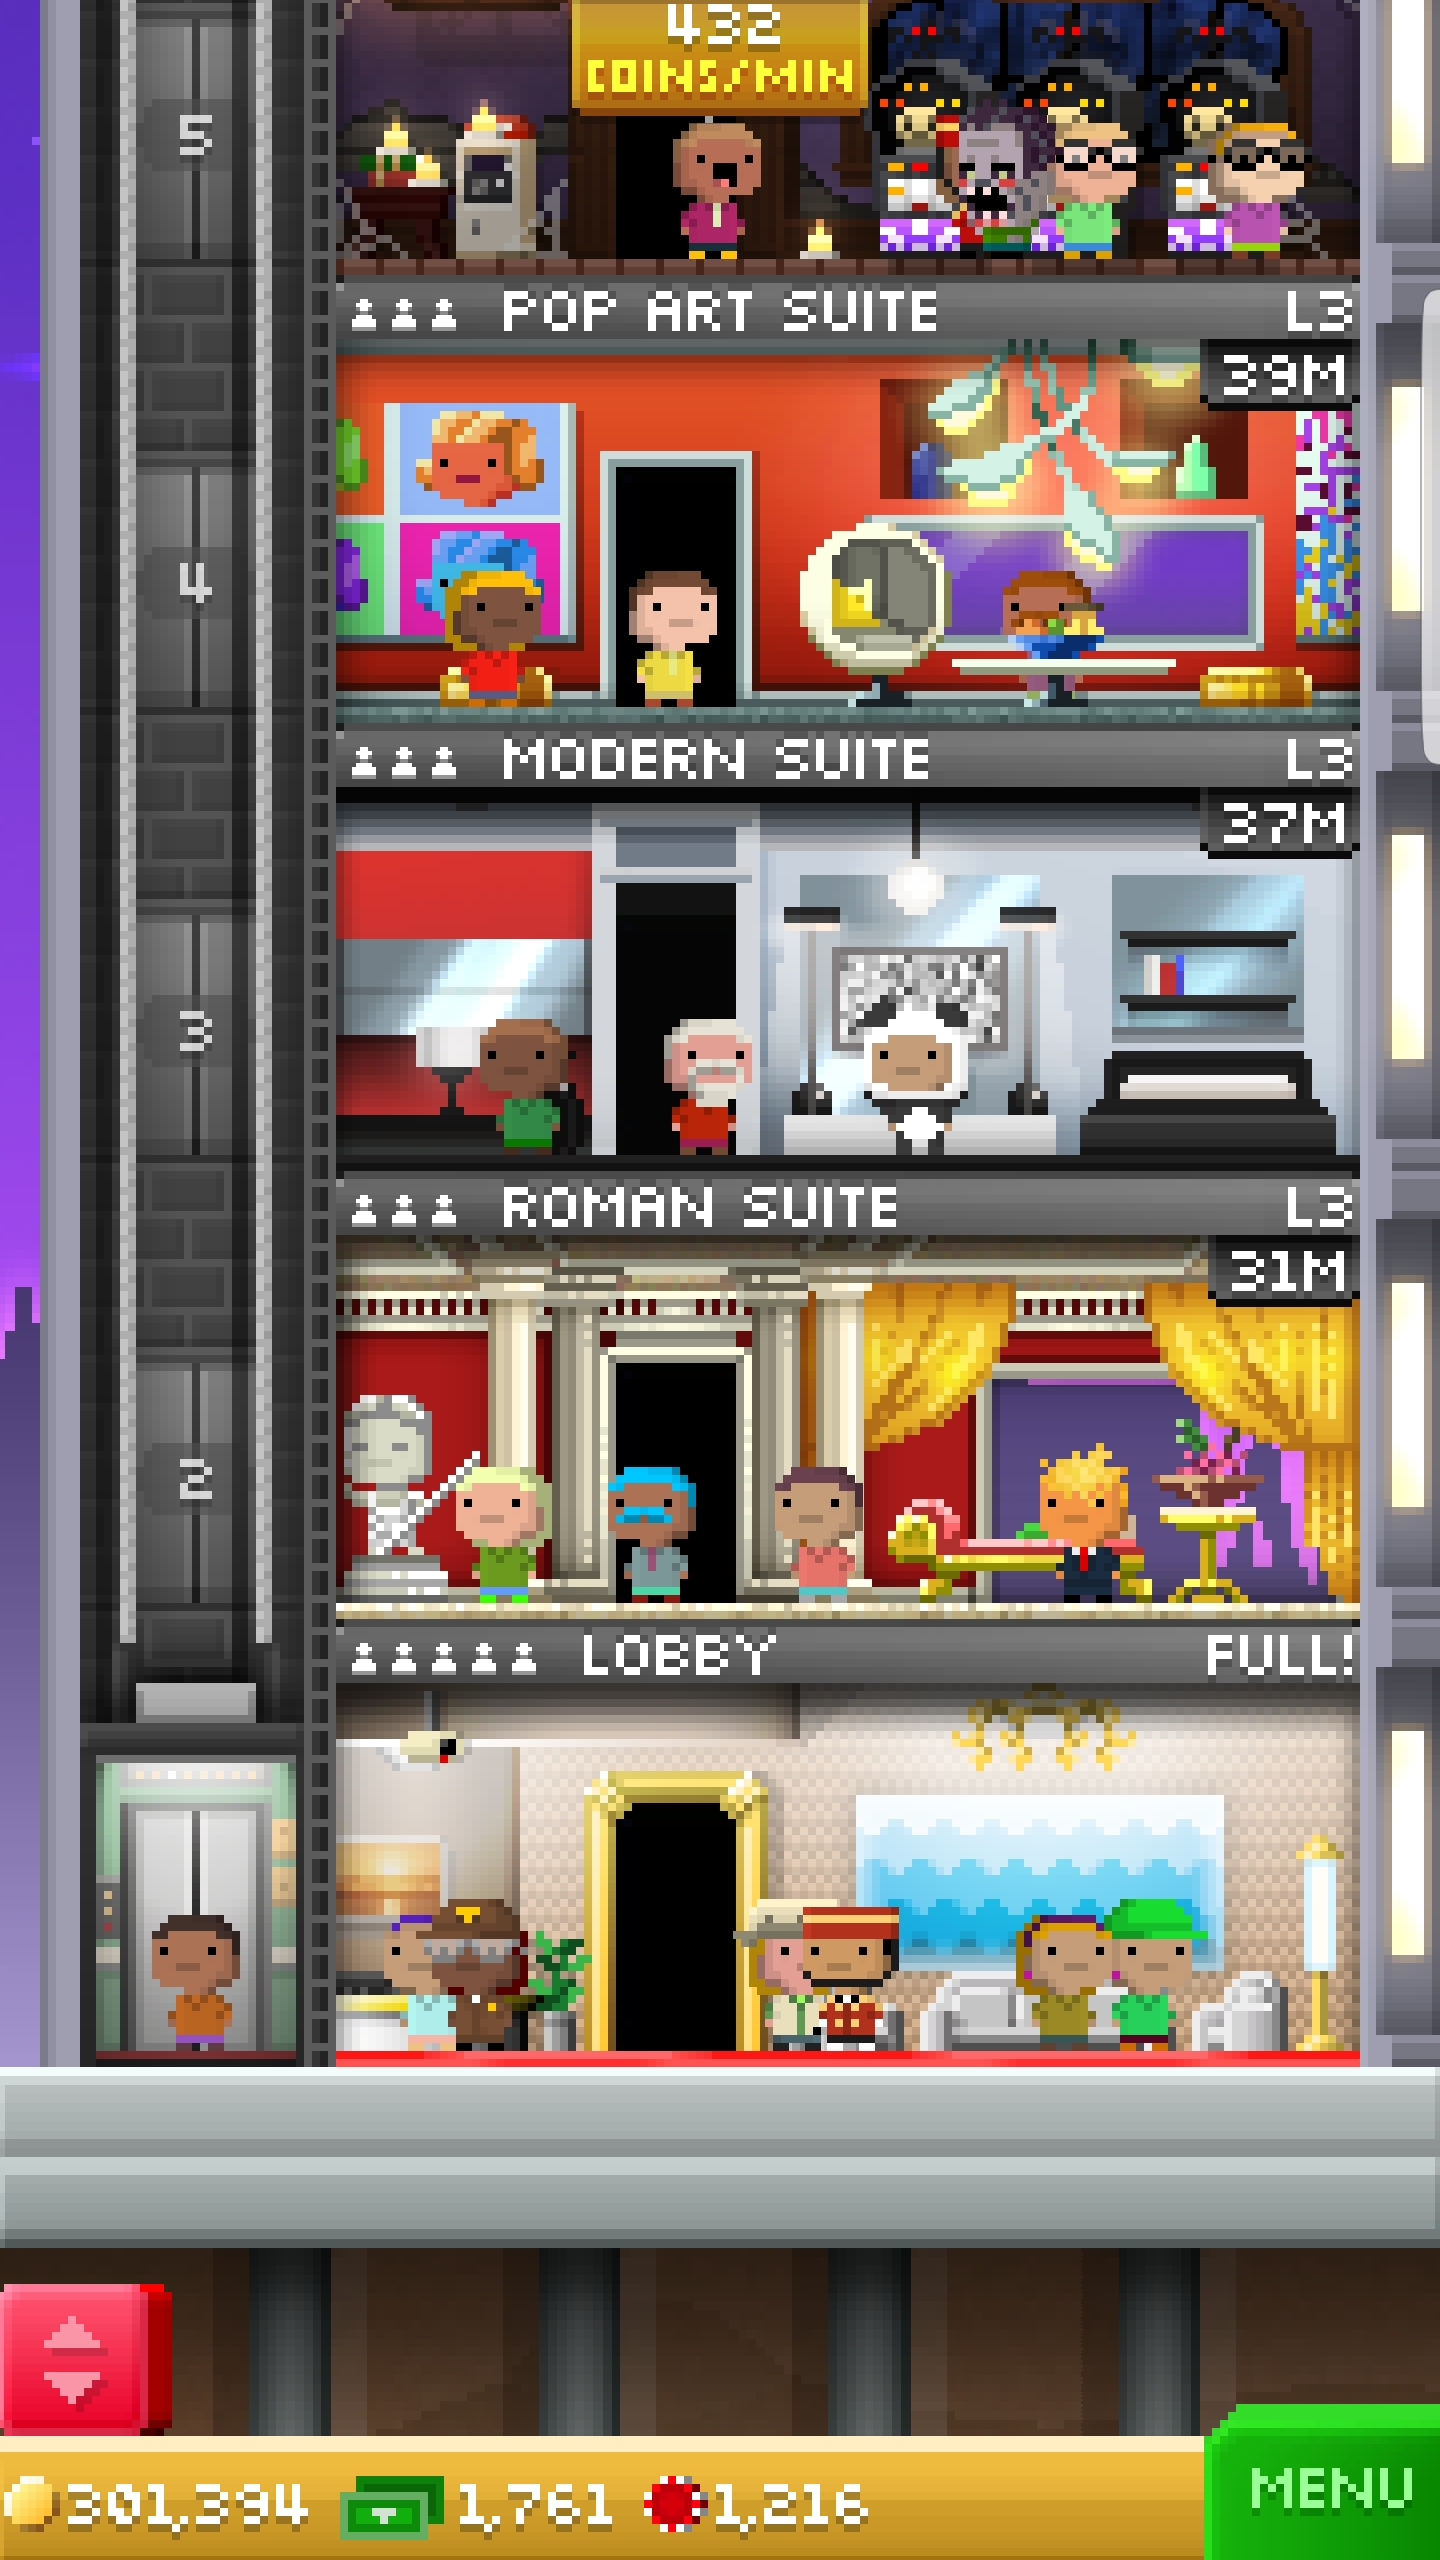 432
COINS/MIN
5
POP ART SUITE L3
39M
4
MODERN SUITE L3
37M
3
ROMAN SUITE L3
31M
2
LOBBY FULL!
301,394 1,761 1,216
MENU